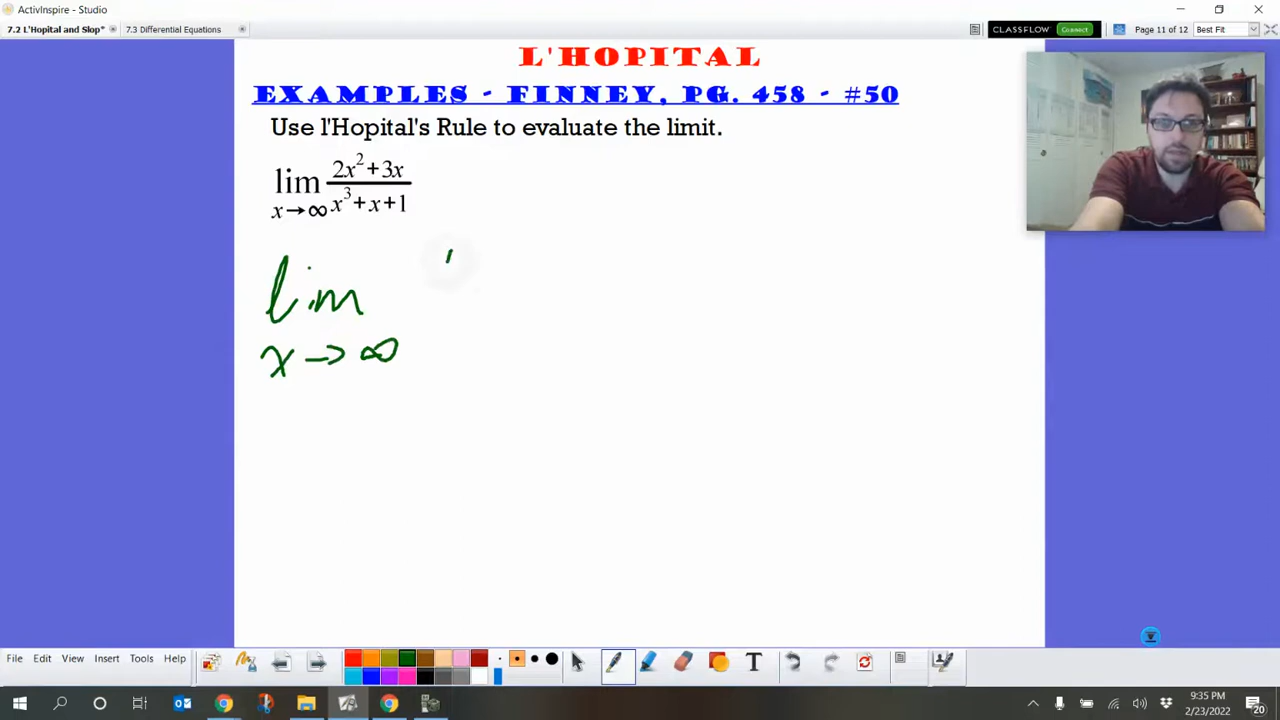 ActivInspire - Studio
7.2 L'Hopital and Slop* 7.3 Differential Equations CLASSFLOW Connect Page 11 of 12 Best Fit
L'HOPITAL
EXAMPLES - FINNEY, PG. 458 - #50
Use l'Hopital's Rule to evaluate the limit.
lim x→∞ (2x²+3x)/(x³+x+1)
lim
x→∞
File Edit View Insert Tools Help
9:35 PM
2/23/2022
20